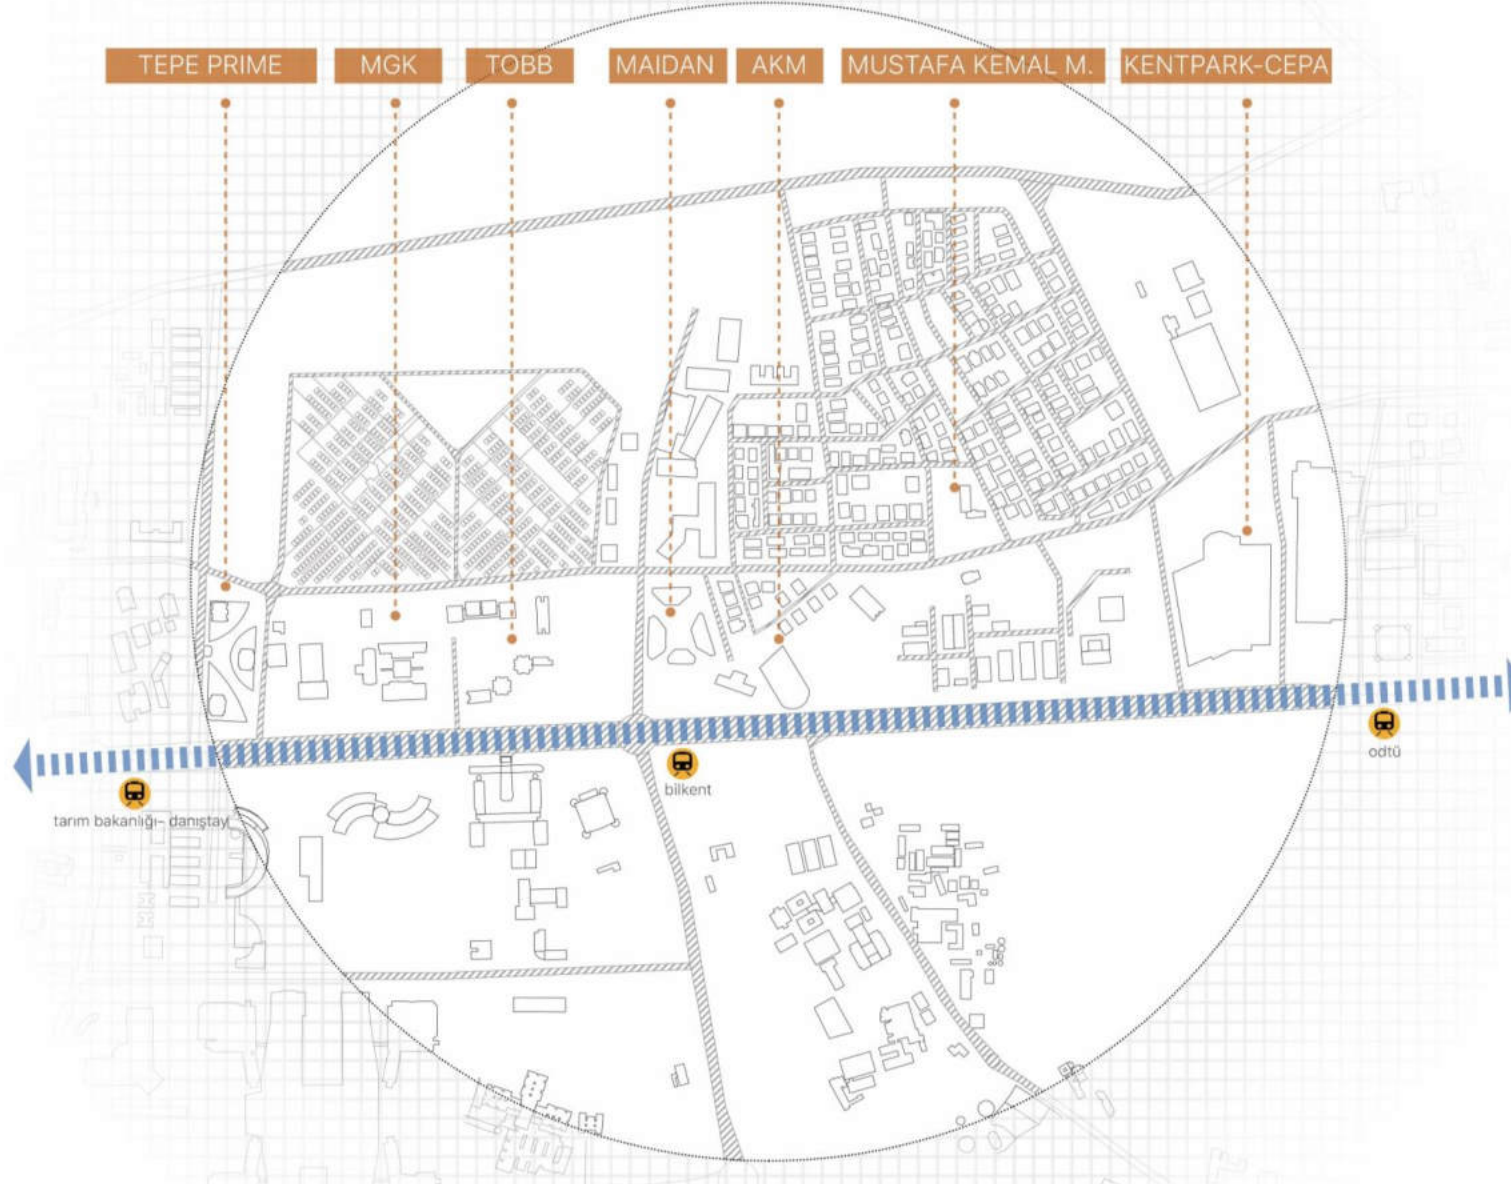 TEPE PRIME
MGK
TOBB
MAIDAN
AKM
MUSTAFA KEMAL M.
KENTPARK-CEPA
odtü
bilkent
tarım bakanlığı- danıştay